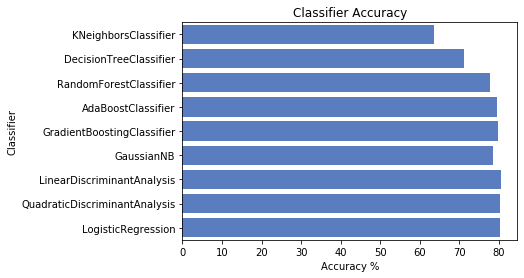 Classifier Accuracy
Classifier
KNeighborsClassifier
DecisionTreeClassifier
RandomForestClassifier
AdaBoostClassifier
GradientBoostingClassifier
GaussianNB
LinearDiscriminantAnalysis
QuadraticDiscriminantAnalysis
LogisticRegression
0 10 20 30 40 50 60 70 80
Accuracy %